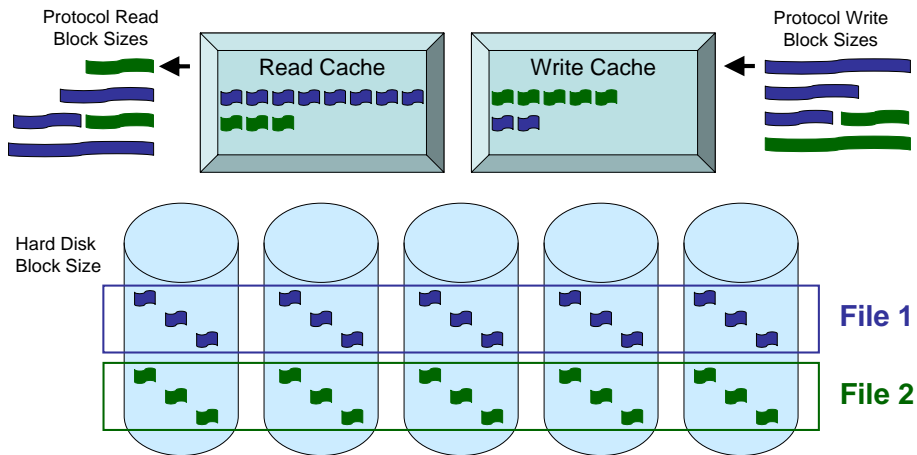 Protocol Read
Block Sizes
Read Cache
Write Cache
Protocol Write
Block Sizes
Hard Disk
Block Size
File 1
File 2